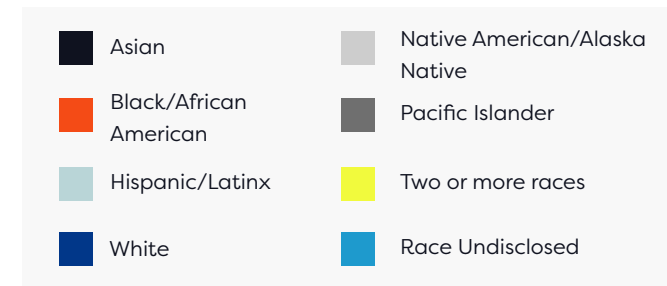 Asian
Black/African
American
Hispanic/Latinx
White
Native American/Alaska
Native
Pacific Islander
Two or more races
Race Undisclosed